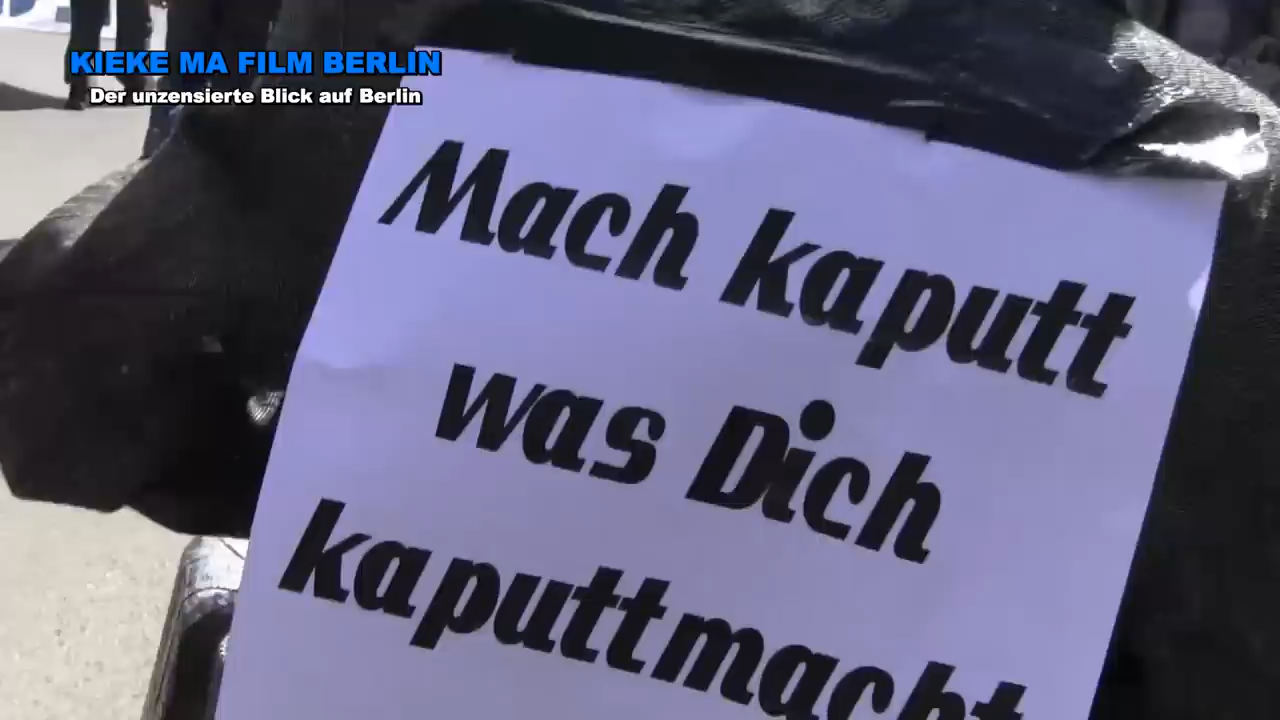 KIEKE MA FILM BERLIN
Der unzensierte Blick auf Berlin
Mach kaputt
was Dich
kaputtmacht